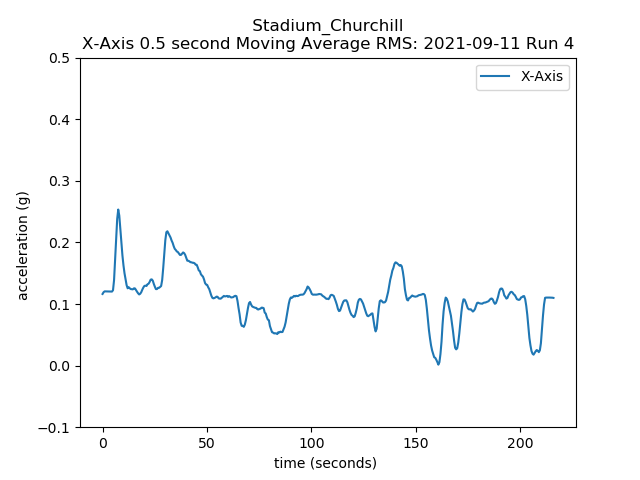 Stadium_Churchill
X-Axis 0.5 second Moving Average RMS: 2021-09-11 Run 4
X-Axis
acceleration (g)
0.5
0.4
0.3
0.2
0.1
0.0
−0.1
0 50 100 150 200
time (seconds)